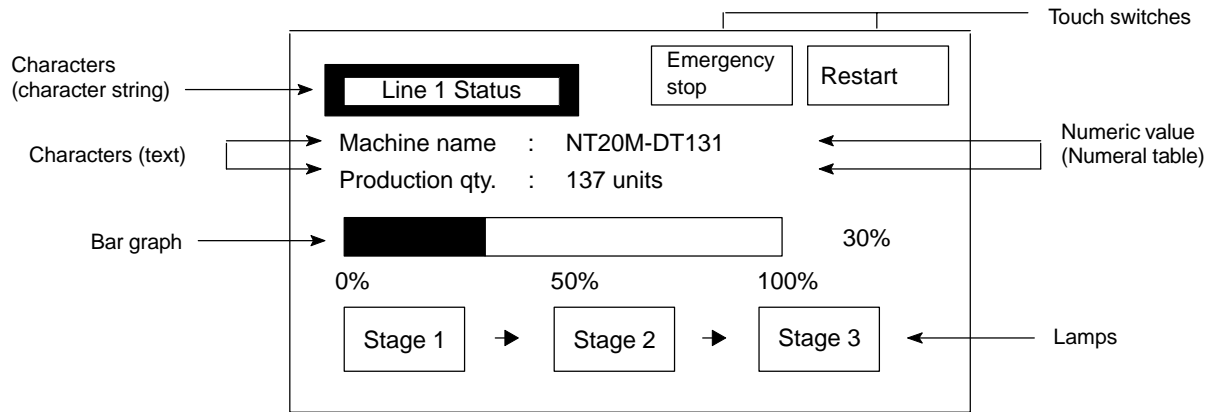 Touch switches
Characters
(character string)
Emergency
stop
Restart
Line 1 Status
Characters (text)
Machine name : NT20M-DT131
Production qty. : 137 units
Numeric value
(Numeral table)
Bar graph
30%
0% 50% 100%
Stage 1 Stage 2 Stage 3
Lamps